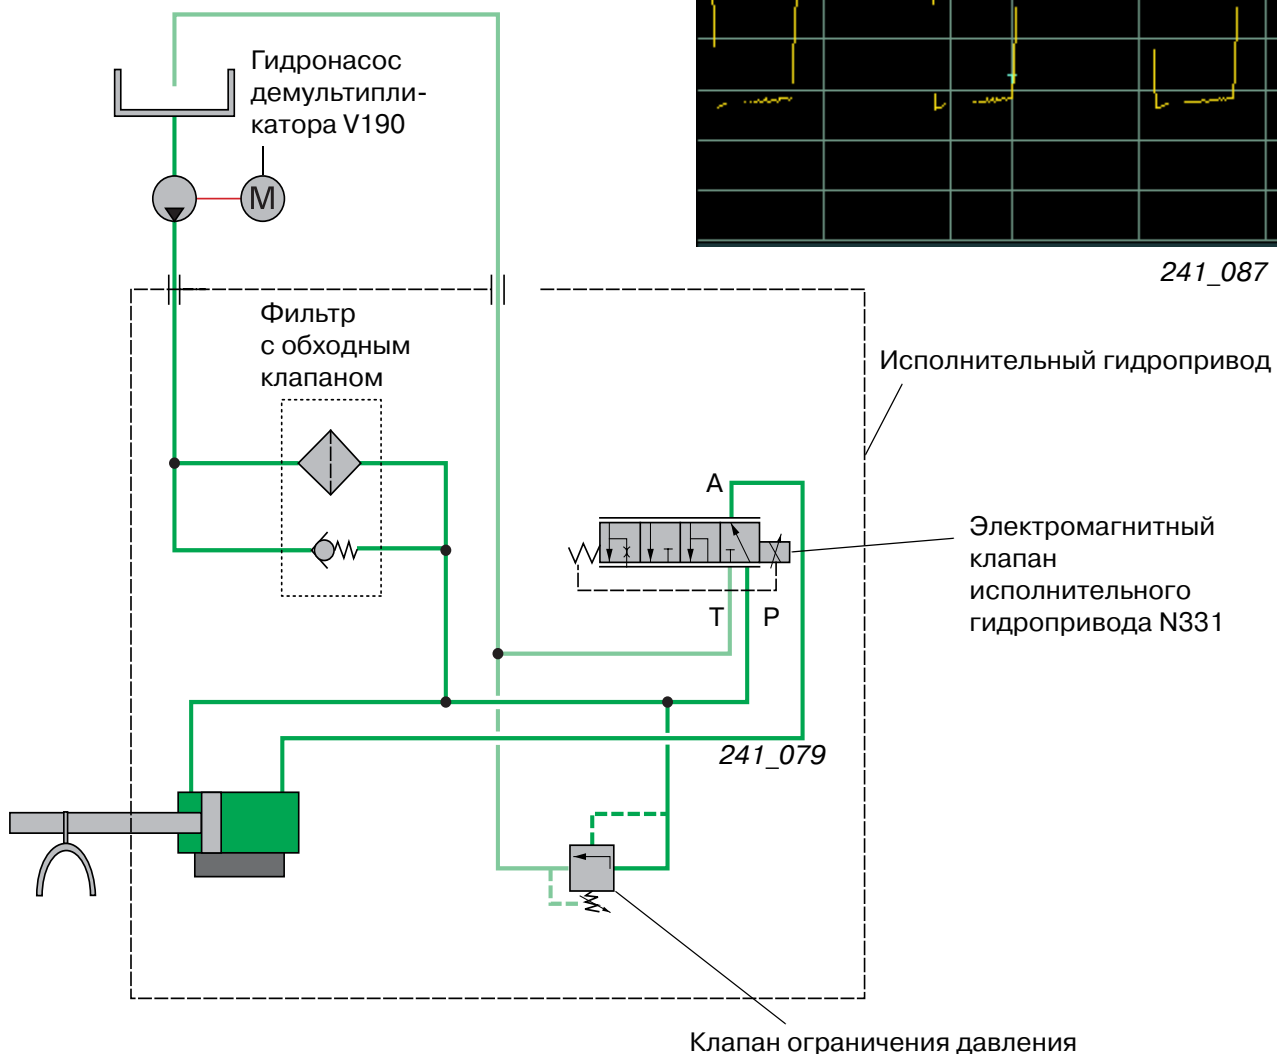 Гидронасос
демультипли-
катора V190
M
241_087
Фильтр
с обходным
клапаном
Исполнительный гидропривод
A
Электромагнитный
клапан
исполнительного
гидропривода N331
T P
241_079
Клапан ограничения давления